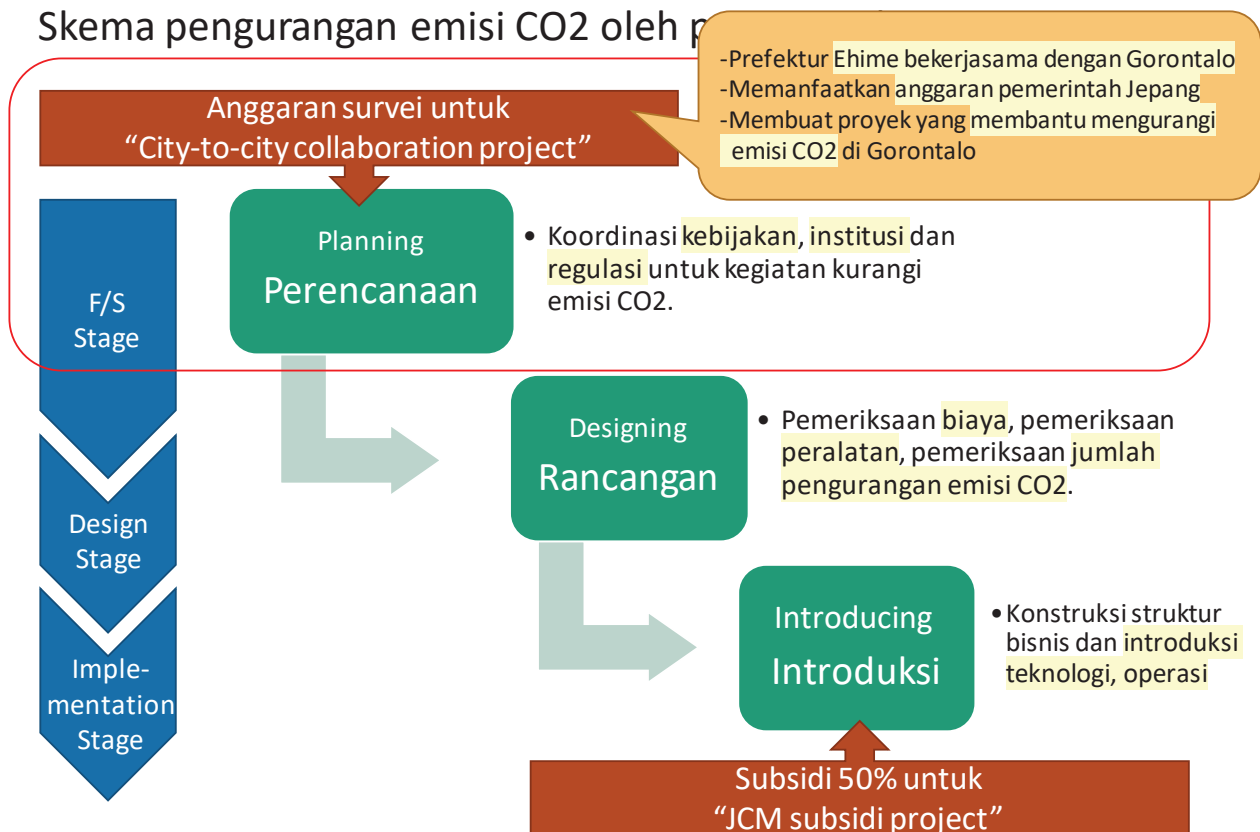 Skema pengurangan emisi CO2 oleh
-Prefektur Ehime bekerjasama dengan Gorontalo
-Memanfaatkan anggaran pemerintah Jepang
-Membuat proyek yang membantu mengurangi
emisi CO2 di Gorontalo
Anggaran survei untuk
“City-to-city collaboration project”
F/S
Stage
Planning
Perencanaan
• Koordinasi kebijakan, institusi dan
regulasi untuk kegiatan kurangi
emisi CO2.
Design
Stage
Designing
Rancangan
• Pemeriksaan biaya, pemeriksaan
peralatan, pemeriksaan jumlah
pengurangan emisi CO2.
Imple-
mentation
Stage
Introducing
Introduksi
•Konstruksi struktur
bisnis dan introduksi
teknologi, operasi
Subsidi 50% untuk
“JCM subsidi project”